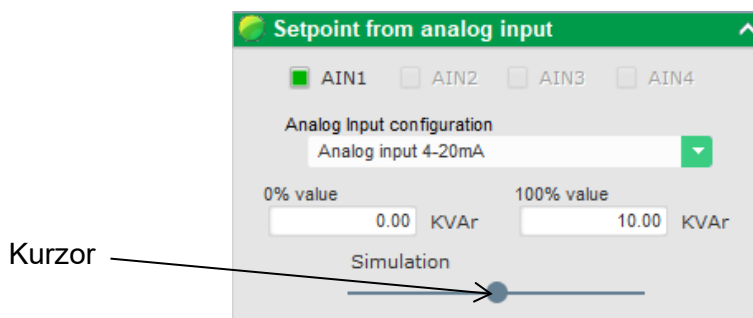 Setpoint from analog input
AIN1 AIN2 AIN3 AIN4
Analog Input configuration
Analog input 4-20mA
0% value 100% value
0.00 KVAr 10.00 KVAr
Kurzor
Simulation